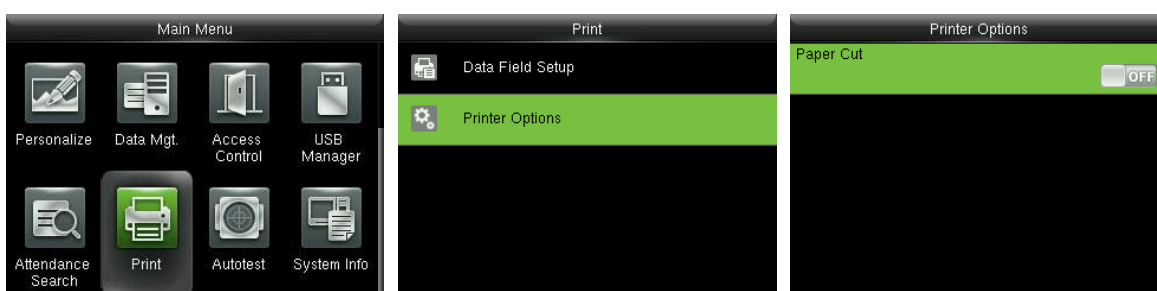 Main Menu
Personalize
Data Mgt.
Access
Control
USB
Manager
Attendance
Search
Print
Autotest
System Info
Print
Data Field Setup
Printer Options
Printer Options
Paper Cut
OFF